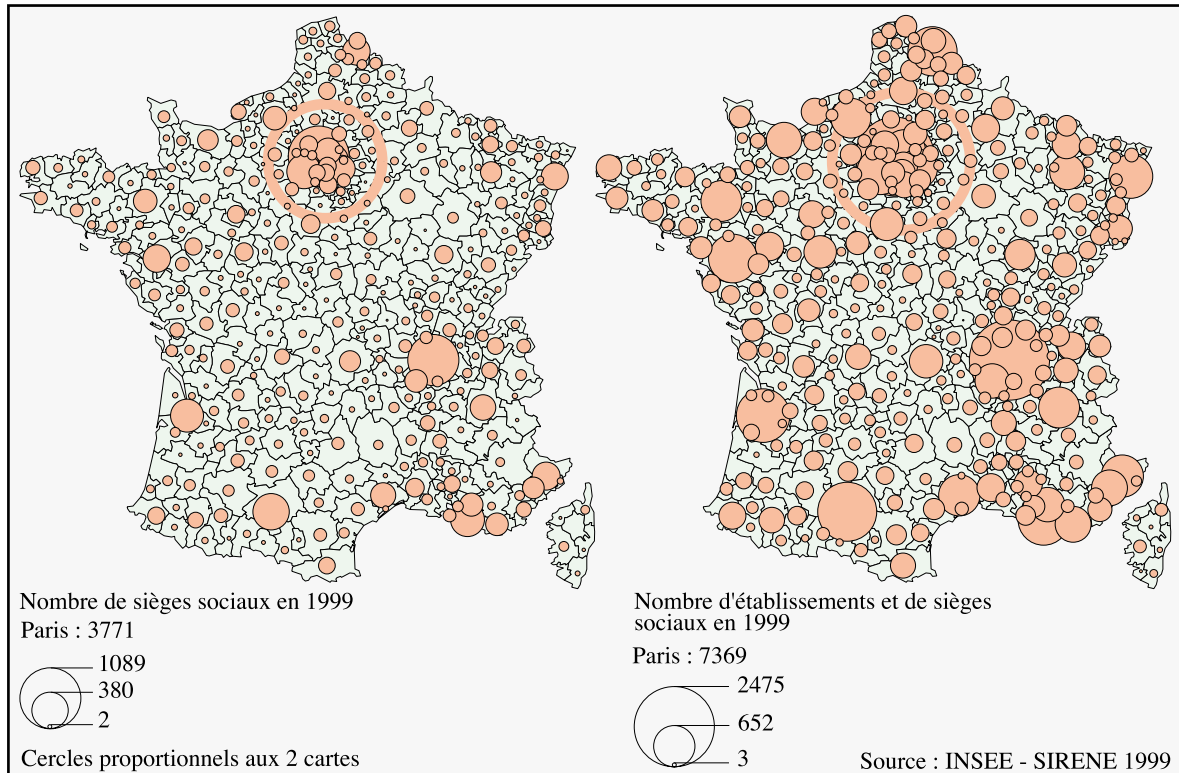 Nombre de sièges sociaux en 1999
Paris : 3771
1089
380
2
Cercles proportionnels aux 2 cartes
Nombre d'établissements et de sièges
sociaux en 1999
Paris : 7369
2475
652
3
Source : INSEE - SIRENE 1999